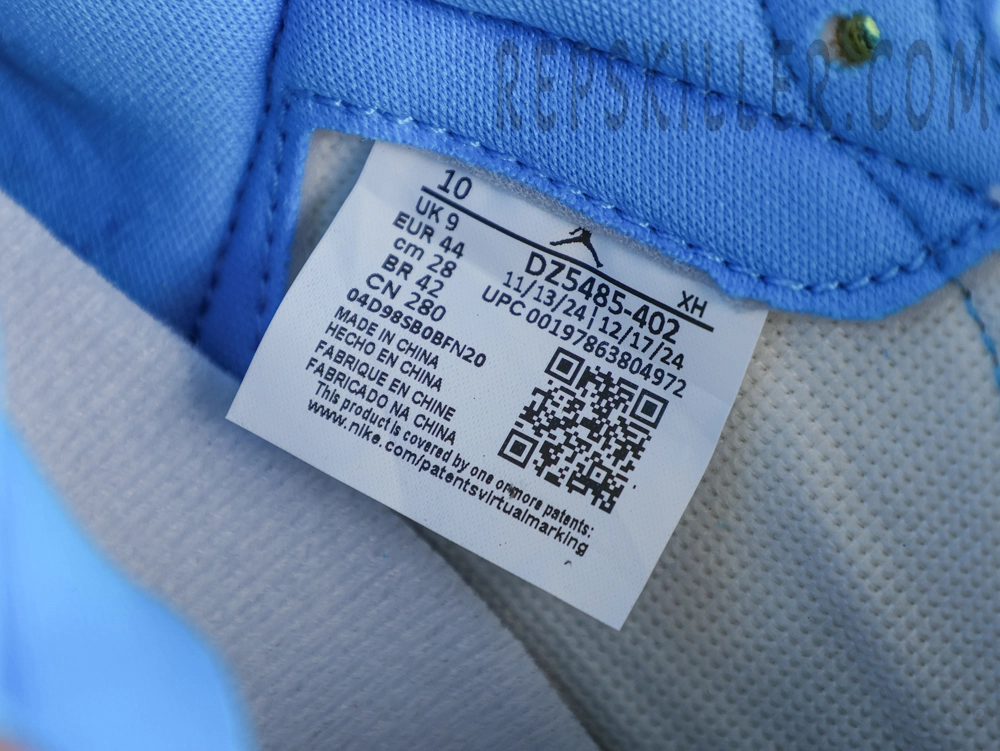 REPSKILLER.COM
10
UK 9
EUR 44
cm 28
BR 42
CN 280
04D98SB0BFN20
MADE IN CHINA
HECHO EN CHINA
FABRIQUE EN CHINE
FABRICADO NA CHINA
This product is covered by one or more patents:
www.nike.com/patentsvirtualmarking
XH
DZ5485-402
11/13/24|12/17/24
UPC 00197863804972